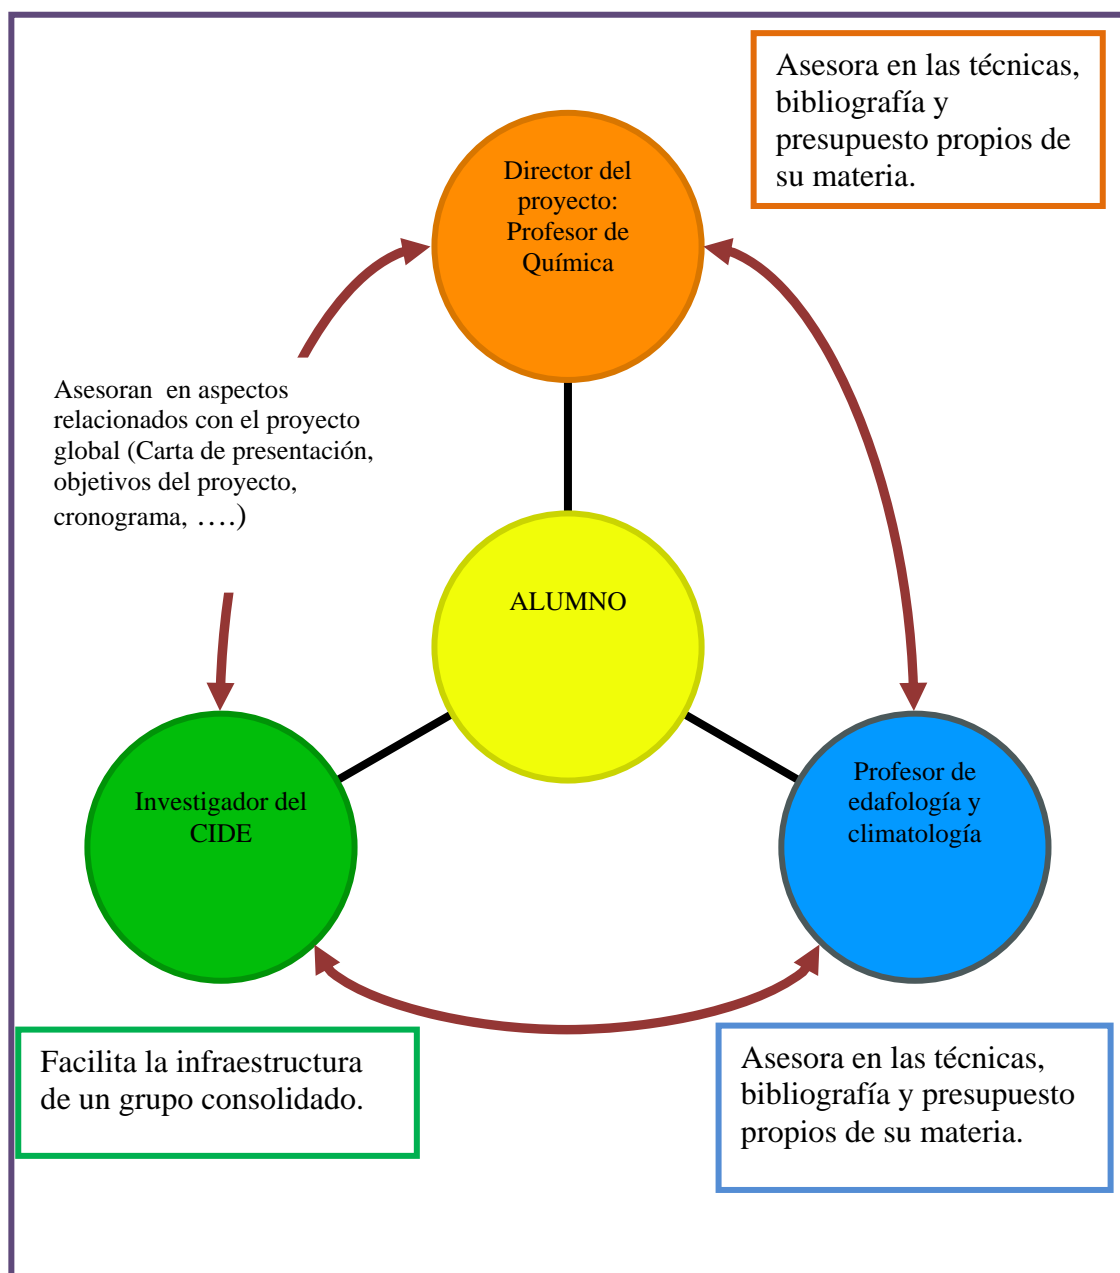 Asesora en las técnicas,
bibliografía y
presupuesto propios de
su materia.
Director del
proyecto:
Profesor de
Química
Asesoran en aspectos
relacionados con el proyecto
global (Carta de presentación,
objetivos del proyecto,
cronograma, ….)
ALUMNO
Investigador del
CIDE
Profesor de
edafología y
climatología
Facilita la infraestructura
de un grupo consolidado.
Asesora en las técnicas,
bibliografía y presupuesto
propios de su materia.